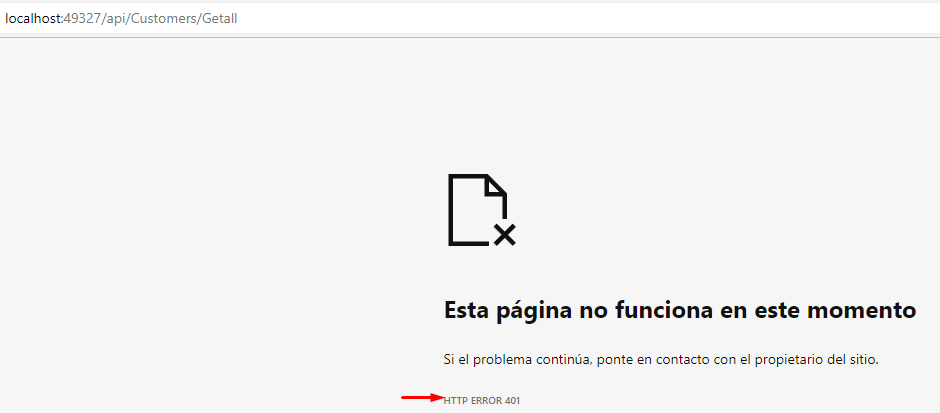 localhost:49327/api/Customers/Getall
Esta página no funciona en este momento
Si el problema continúa, ponte en contacto con el propietario del sitio.
HTTP ERROR 401